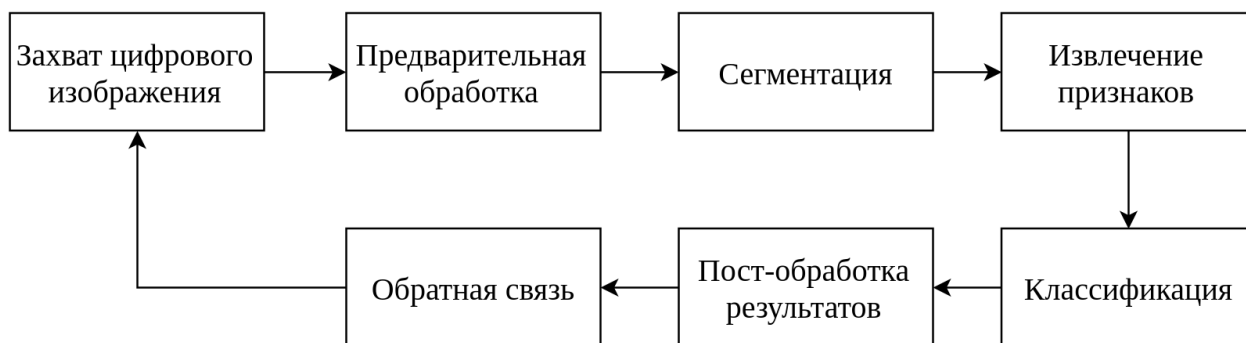 Захват цифрового
изображения
Предварительная
обработка
Сегментация
Извлечение
признаков
Классификация
Пост-обработка
результатов
Обратная связь